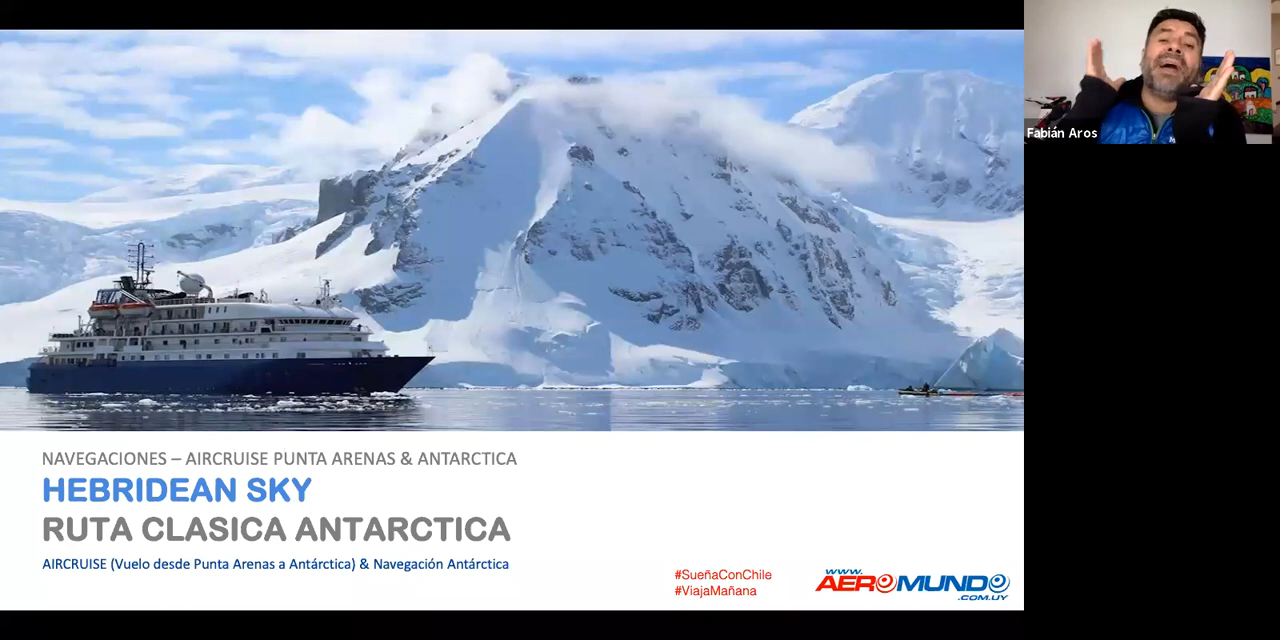 Fabián Aros
NAVEGACIONES – AIRCRUISE PUNTA ARENAS & ANTARCTICA
HEBRIDEAN SKY
RUTA CLASICA ANTARCTICA
AIRCRUISE (Vuelo desde Punta Arenas a Antárctica) & Navegación Antárctica
#SueñaConChile
#ViajaMañana
www.
AEROMUNDO
.COM.UY